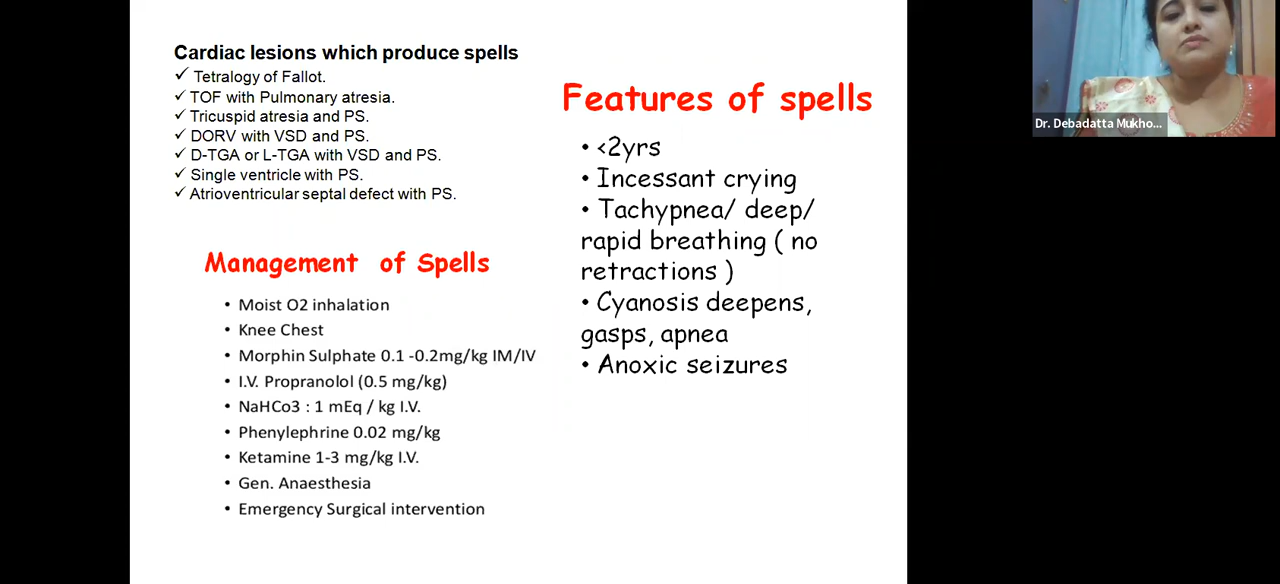 Cardiac lesions which produce spells
✓ Tetralogy of Fallot.
✓ TOF with Pulmonary atresia.
✓ Tricuspid atresia and PS.
✓ DORV with VSD and PS.
✓ D-TGA or L-TGA with VSD and PS.
✓ Single ventricle with PS.
✓ Atrioventricular septal defect with PS.
Management of Spells
• Moist O2 inhalation
• Knee Chest
• Morphin Sulphate 0.1 -0.2mg/kg IM/IV
• I.V. Propranolol (0.5 mg/kg)
• NaHCo3 : 1 mEq / kg I.V.
• Phenylephrine 0.02 mg/kg
• Ketamine 1-3 mg/kg I.V.
• Gen. Anaesthesia
• Emergency Surgical intervention
Features of spells
• <2yrs
• Incessant crying
• Tachypnea/ deep/
rapid breathing ( no
retractions )
• Cyanosis deepens,
gasps, apnea
• Anoxic seizures
Dr. Debadatta Mukho...